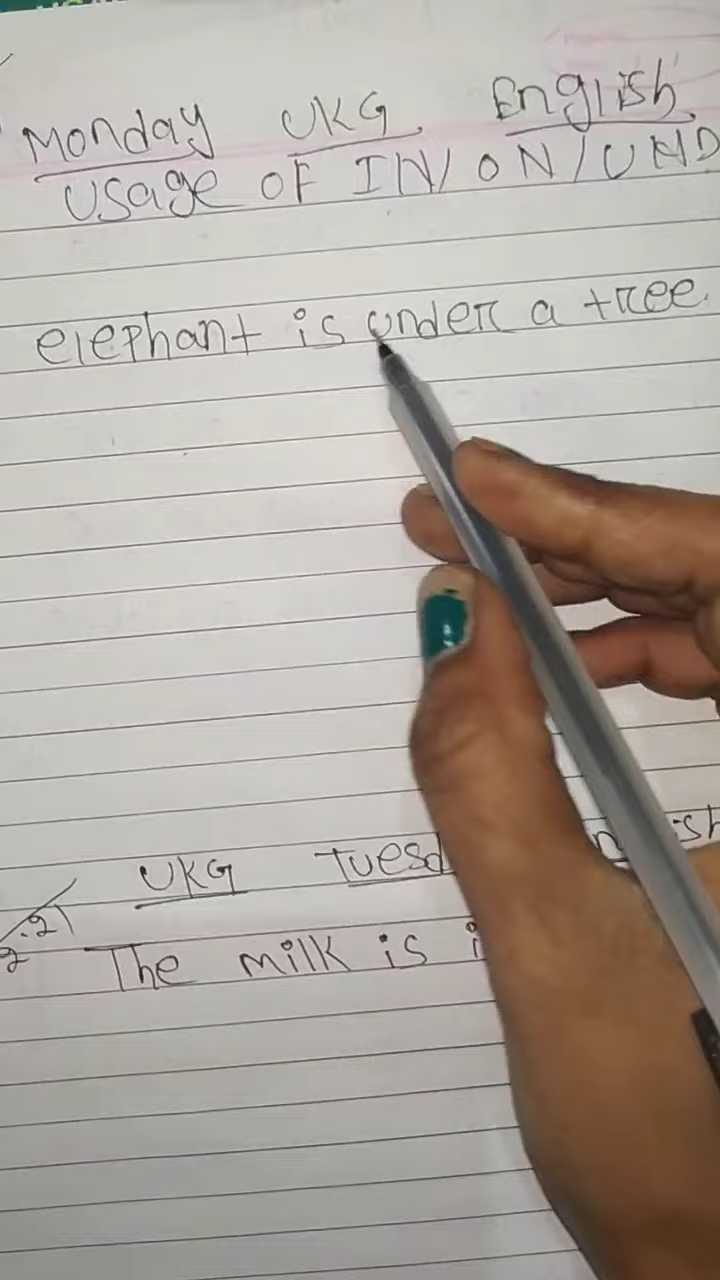 Monday UKG English
Usage OF IN/ON/UND
elephant is under a tree.
UKG Tuesd
The milk is i